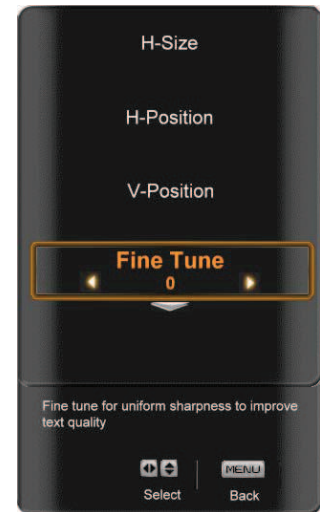 H-Size
H-Position
V-Position
Fine Tune
0
Fine tune for uniform sharpness to improve
text quality
MENU
Select
Back